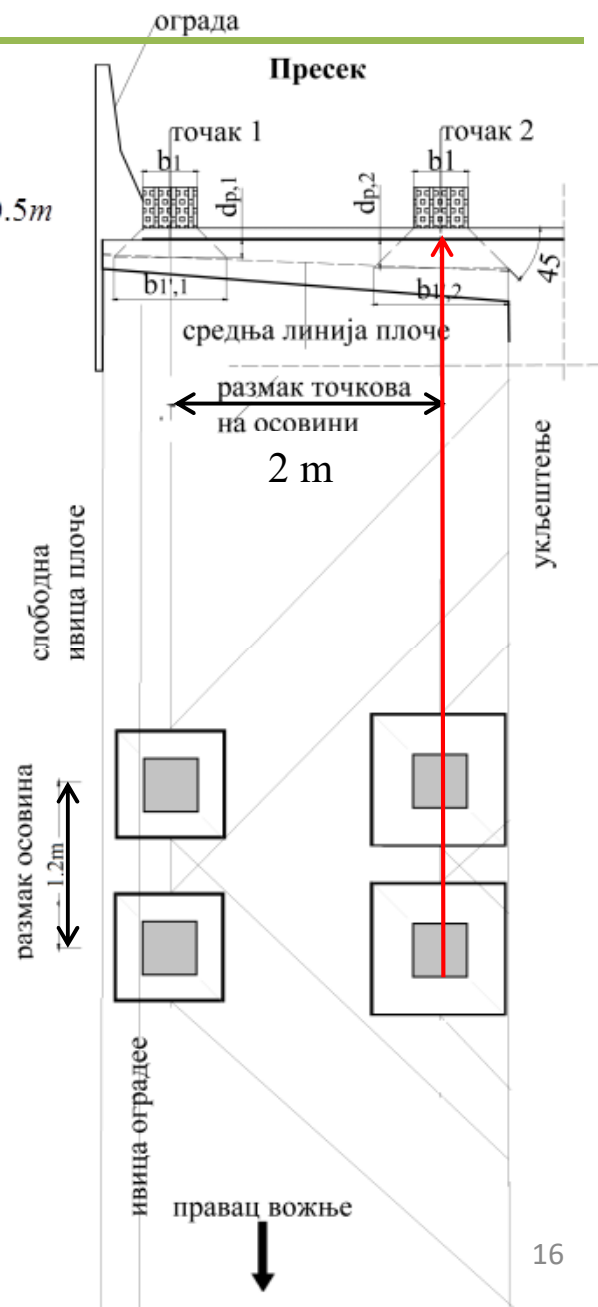 ограда
Пресек
точак 1
точак 2
b1
b1
dp,1
dp,2
.5m
45
b1',1
b1',2
средња линија плоче
размак точкова
на осовини
2 m
укљештење
слободна
ивица плоче
размак осовина
1.2m
ивица оградее
правац вожње
16